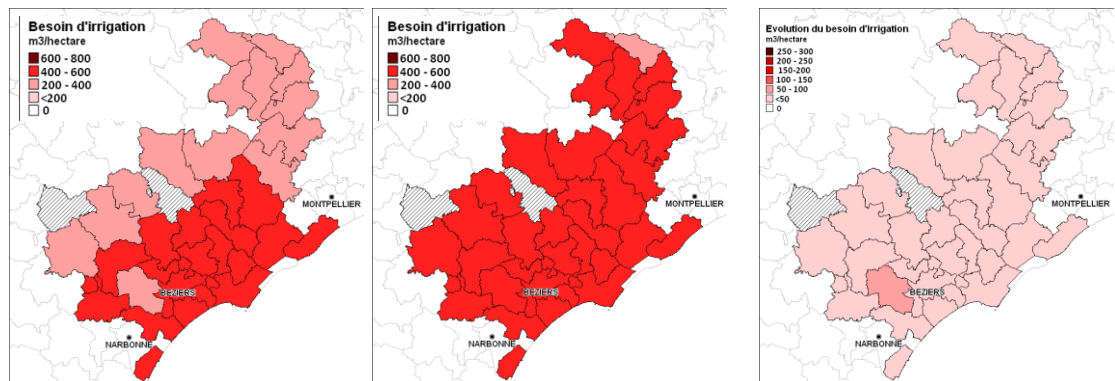 Besoin d'irrigation
m3/hectare
600 - 800
400 - 600
200 - 400
<200
0
MONTPELLIER
BEZIERS
NARBONNE
Besoin d'irrigation
m3/hectare
600 - 800
400 - 600
200 - 400
<200
0
MONTPELLIER
BEZIERS
NARBONNE
Evolution du besoin d'irrigation
m3/hectare
250 - 300
200 - 250
150-200
100 - 150
50 - 100
<50
0
MONTPELLIER
BEZIERS
NARBONNE